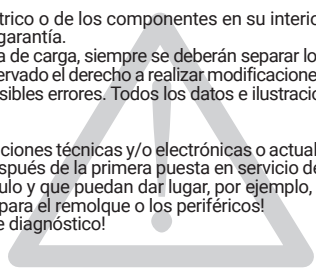 trico o de los componentes en su interio
garantía.
a de carga, siempre se deberán separar lo
ervado el derecho a realizar modificacione
sibles errores. Todos los datos e ilustracio
ciones técnicas y/o electrónicas o actual
spués de la primera puesta en servicio de
ulo y que puedan dar lugar, por ejemplo,
para el remolque o los periféricos!
e diagnóstico!